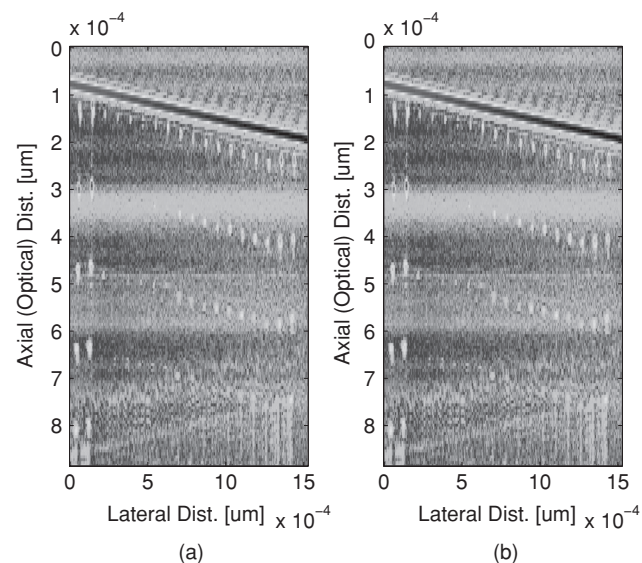 x 10⁻⁴
0
1
2
3
4
5
6
7
8
Axial (Optical) Dist. [um]
0 5 10 15
Lateral Dist. [um] x 10⁻⁴
(a)
x 10⁻⁴
0
1
2
3
4
5
6
7
8
Axial (Optical) Dist. [um]
0 5 10 15
Lateral Dist. [um] x 10⁻⁴
(b)